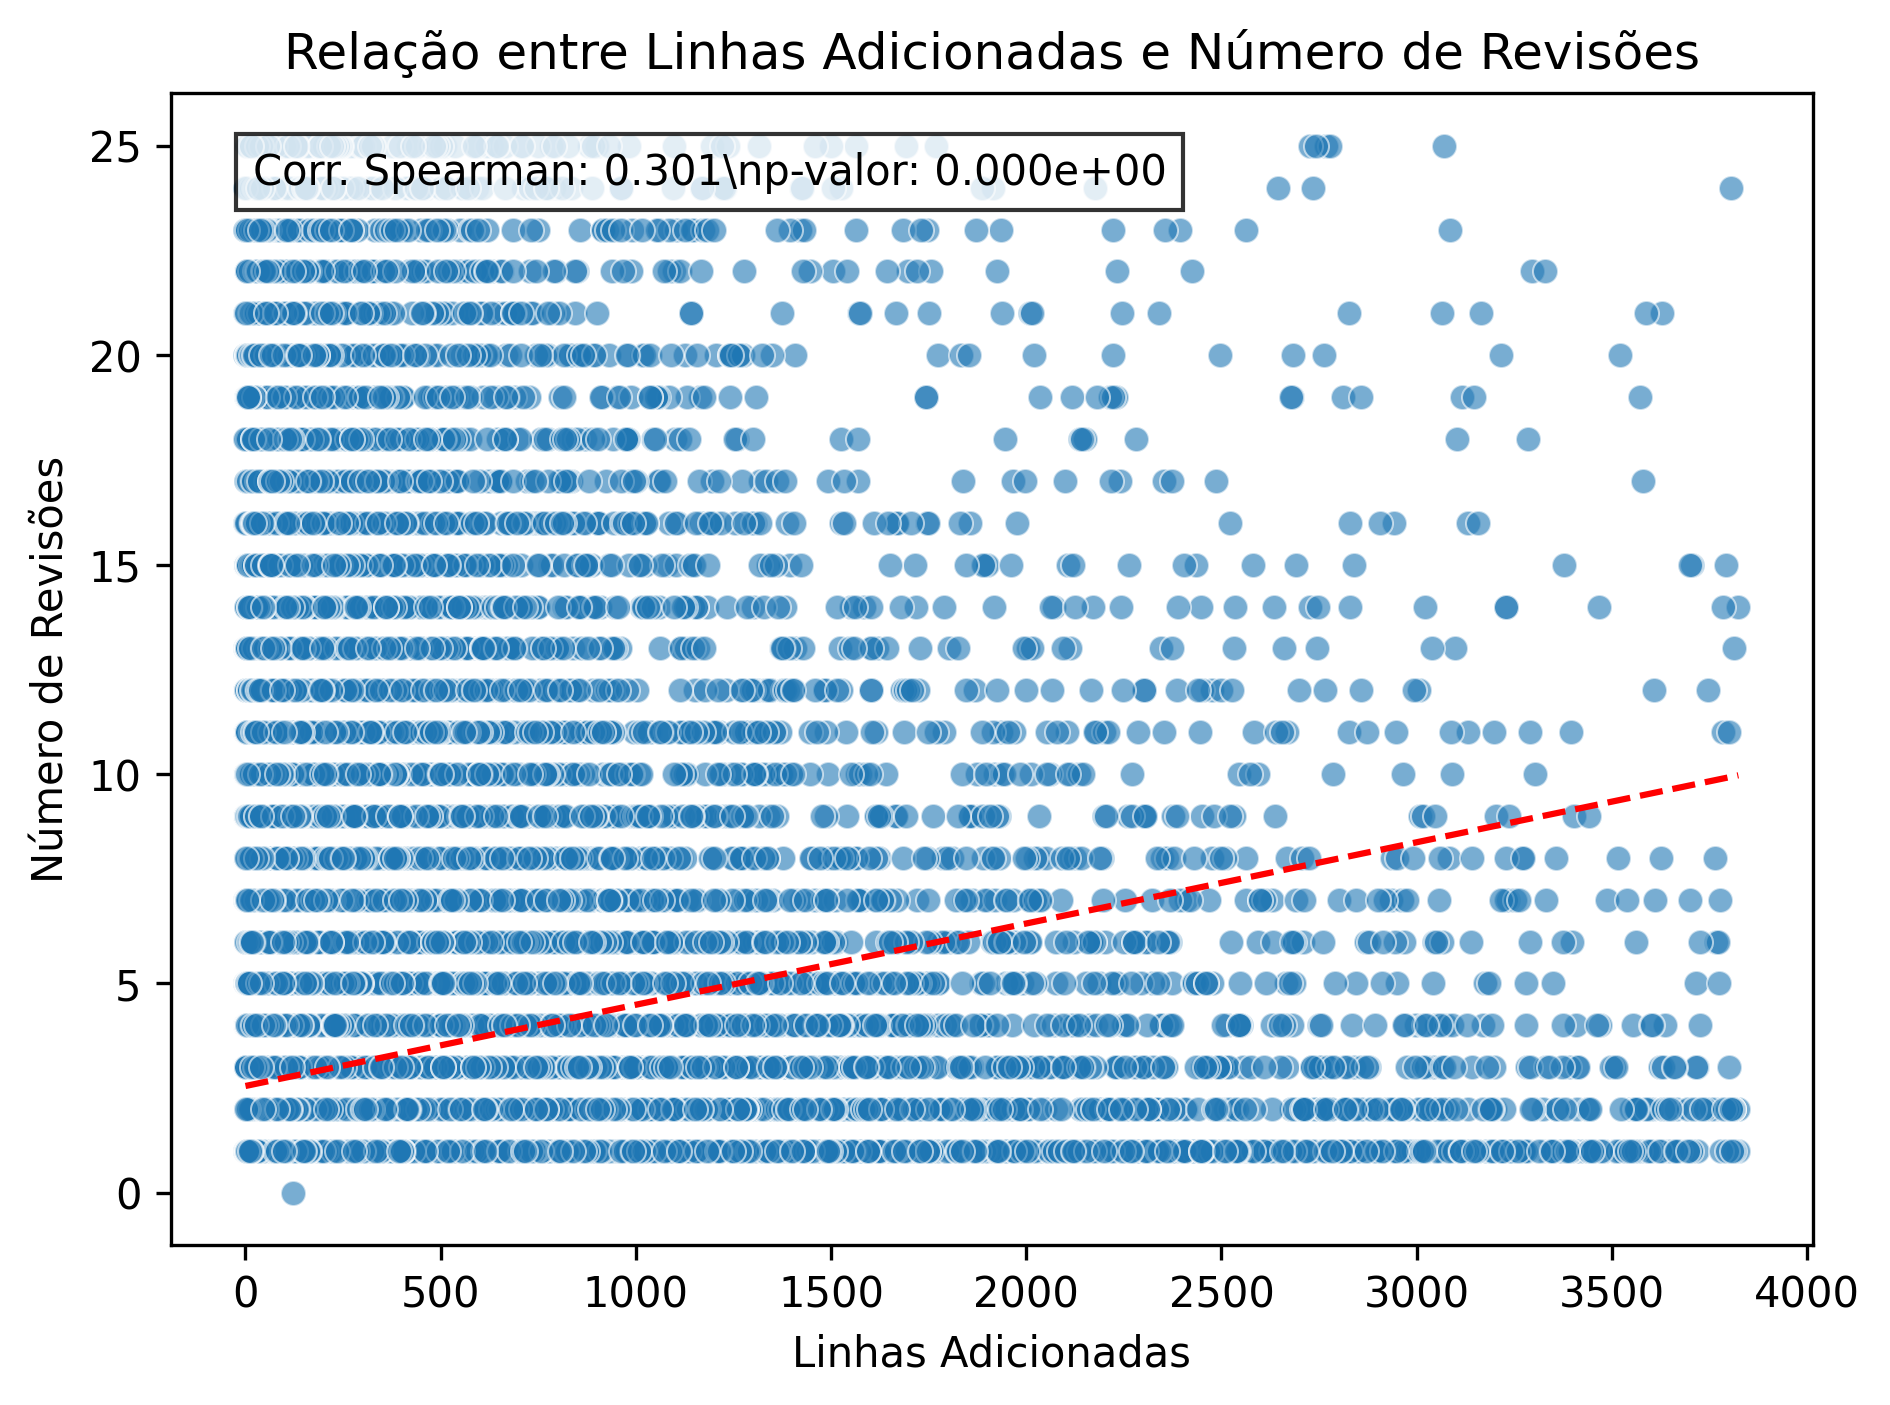 Relação entre Linhas Adicionadas e Número de Revisões
Corr. Spearman: 0.301\np-valor: 0.000e+00
Número de Revisões
25
20
15
10
5
0
0 500 1000 1500 2000 2500 3000 3500 4000
Linhas Adicionadas